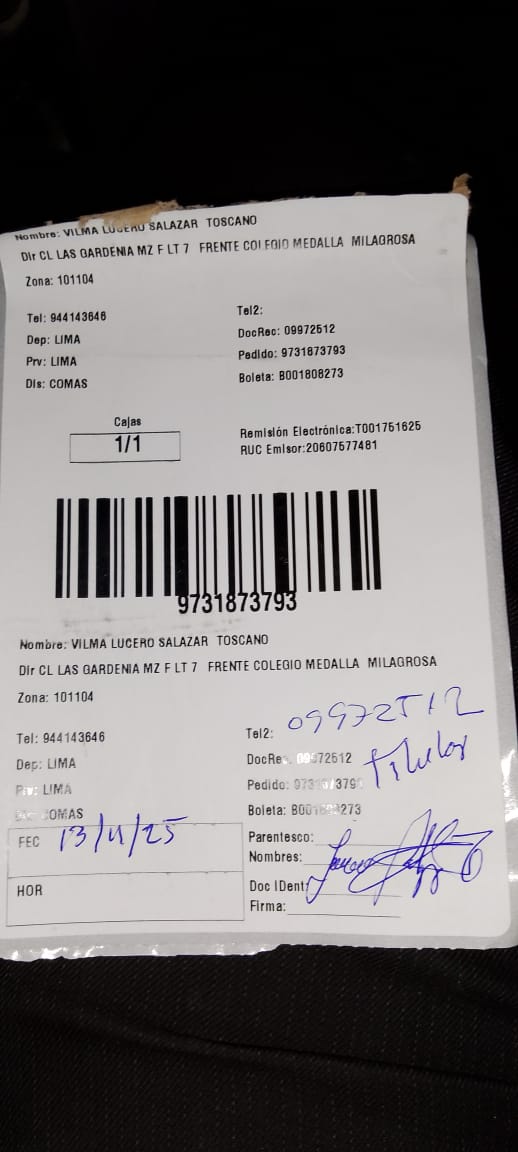 Nombre: VILMA LUCERO SALAZAR TOSCANO
Dir CL LAS GARDENIA MZ F LT 7 FRENTE COLEGIO MEDALLA MILAGROSA
Zona: 101104
Tel: 944143646
Tel2:
Dep: LIMA
DocRec: 09972512
Prv: LIMA
Pedido: 9731873793
Dis: COMAS
Boleta: B001808273
Cajas
1/1
Remisión Electrónica:T001751625
RUC Emisor:20607577481
9731873793
Nombre: VILMA LUCERO SALAZAR TOSCANO
Dir CL LAS GARDENIA MZ F LT 7 FRENTE COLEGIO MEDALLA MILAGROSA
Zona: 101104
Tel: 944143646
Tel2: 09972512
Dep: LIMA
DocRe 09972512
Titular
Prv: LIMA
Pedido:
COMAS
Boleta:
FEC 13/11/25
Parentesco:
Nombres:
HOR
Doc IDent:
Firma: